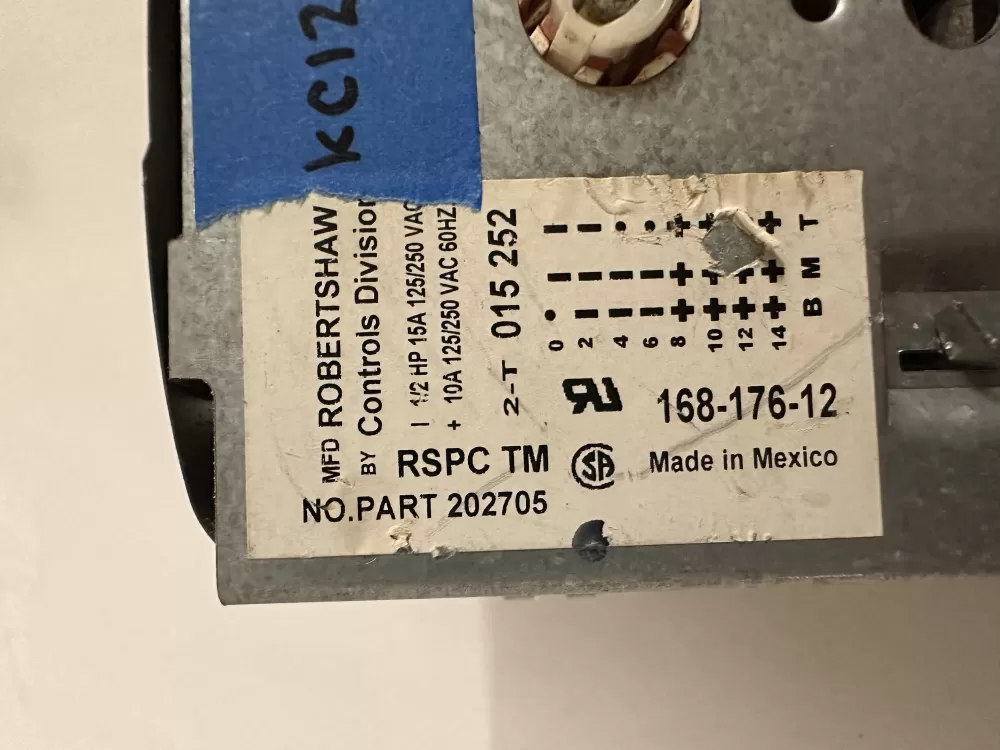 KC12
MFD ROBERTSHAW
BY Controls Division
| 1/2 HP 15A 125/250 VAC
+ 10A 125/250 VAC 60HZ.
2-T 015 252
0 2 4 6 8 10 12 14
T
M
B
168-176-12
RSPC TM
Made in Mexico
NO.PART 202705